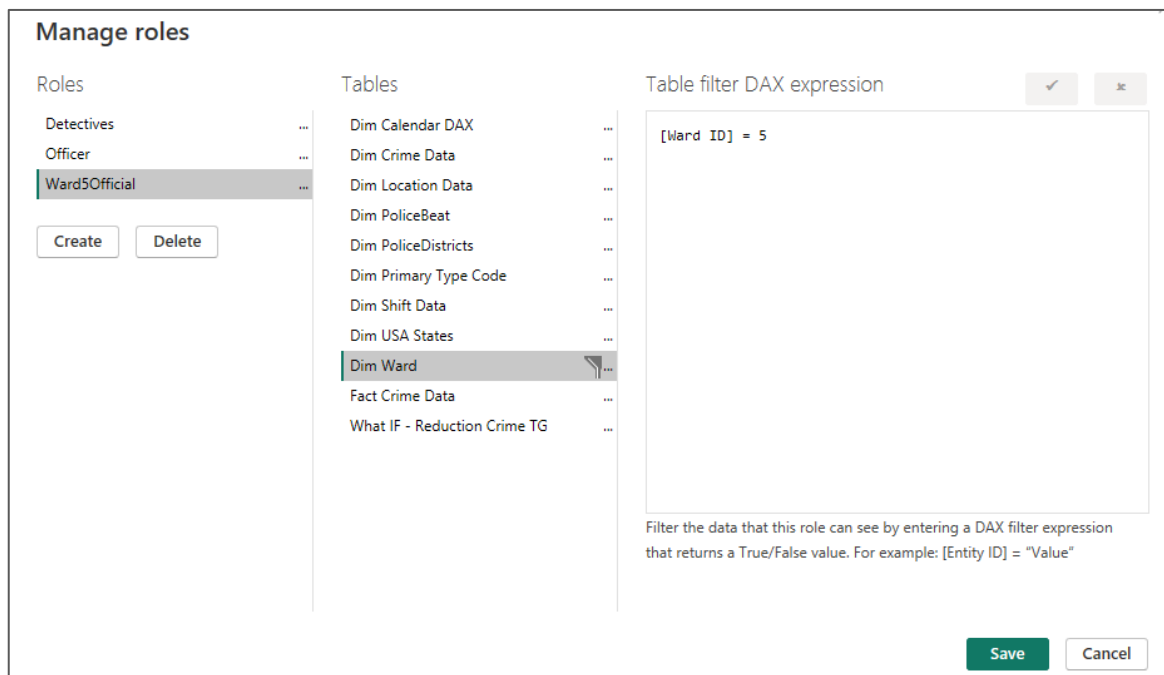 Manage roles
Roles
Detectives
...
Officer
...
Ward5Official
...
Create
Delete
Tables
Dim Calendar DAX
...
Dim Crime Data
...
Dim Location Data
...
Dim PoliceBeat
...
Dim PoliceDistricts
...
Dim Primary Type Code
...
Dim Shift Data
...
Dim USA States
...
Dim Ward
...
Fact Crime Data
...
What IF - Reduction Crime TG
...
Table filter DAX expression
[Ward ID] = 5
Filter the data that this role can see by entering a DAX filter expression
that returns a True/False value. For example: [Entity ID] = “Value”
Save
Cancel